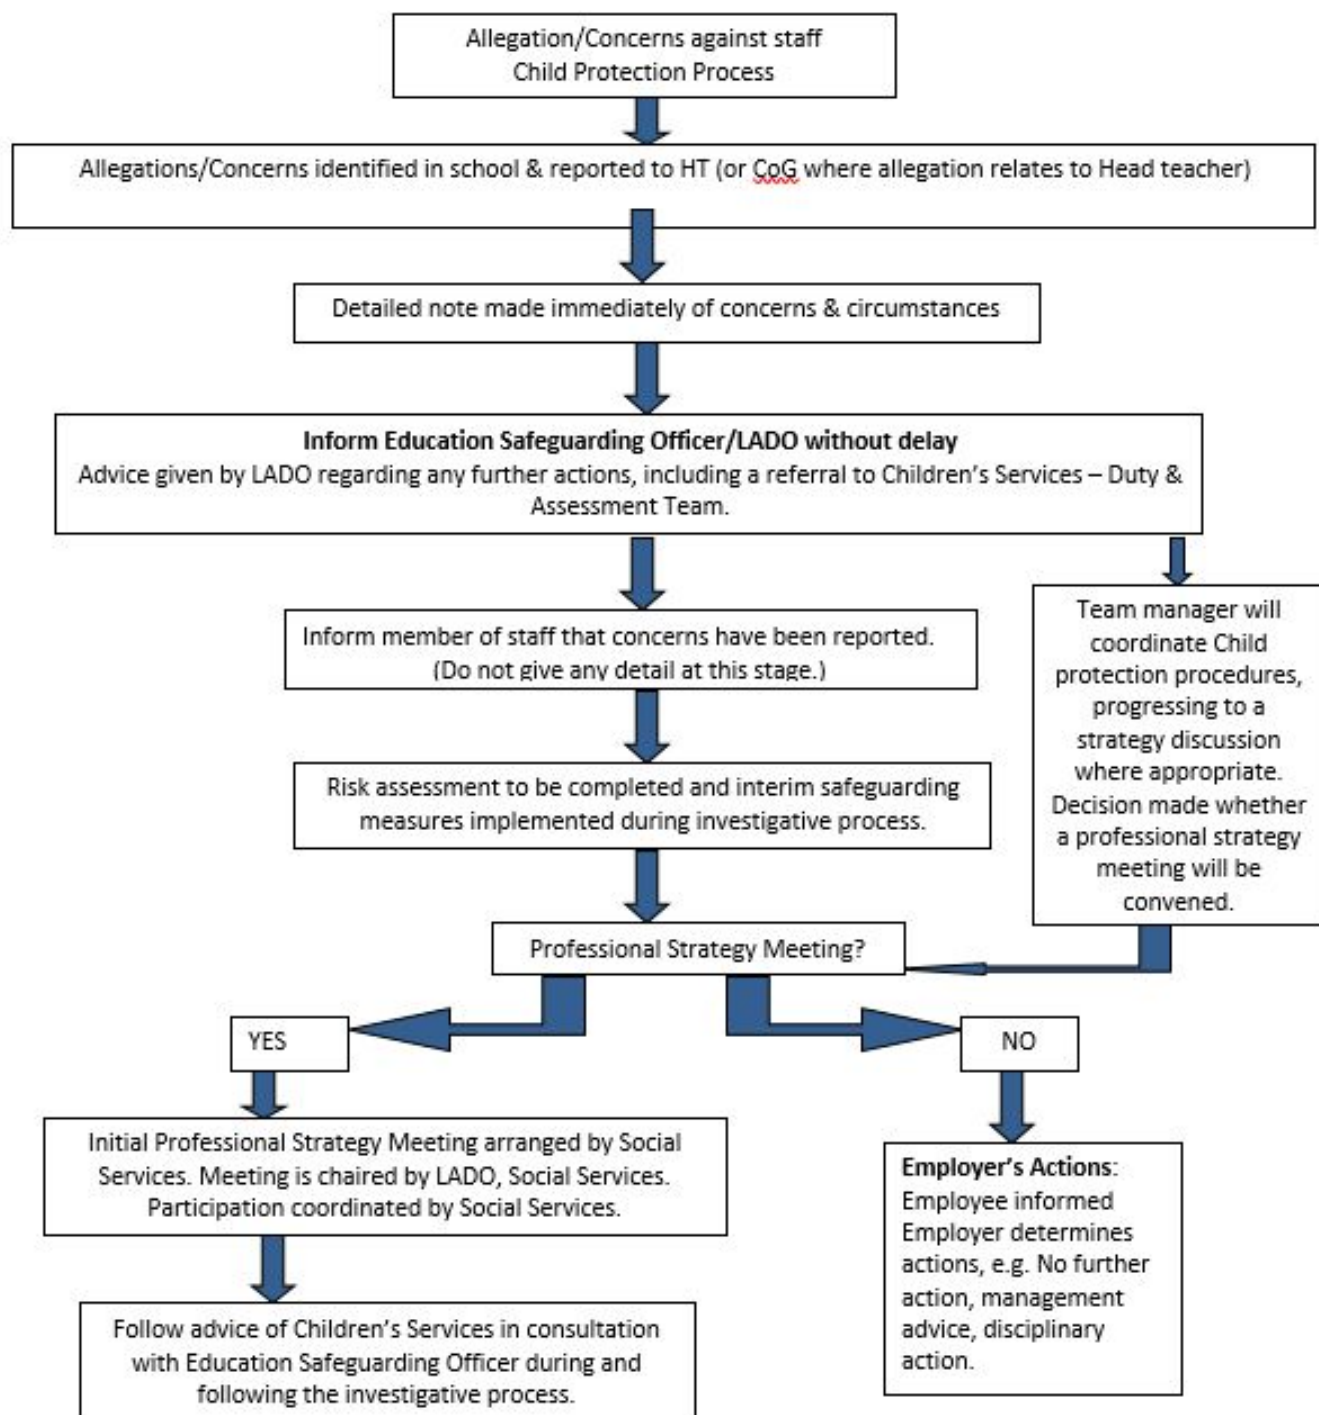 Allegation/Concerns against staff
Child Protection Process
Allegations/Concerns identified in school & reported to HT (or CoG where allegation relates to Head teacher)
Detailed note made immediately of concerns & circumstances
Inform Education Safeguarding Officer/LADO without delay
Advice given by LADO regarding any further actions, including a referral to Children's Services – Duty &
Assessment Team.
Inform member of staff that concerns have been reported.
(Do not give any detail at this stage.)
Team manager will
coordinate Child
protection procedures,
progressing to a
strategy discussion
where appropriate.
Decision made whether
a professional strategy
meeting will be
convened.
Risk assessment to be completed and interim safeguarding
measures implemented during investigative process.
Professional Strategy Meeting?
YES
NO
Initial Professional Strategy Meeting arranged by Social
Services. Meeting is chaired by LADO, Social Services.
Participation coordinated by Social Services.
Employer's Actions:
Employee informed
Employer determines
actions, e.g. No further
action, management
advice, disciplinary
action.
Follow advice of Children's Services in consultation
with Education Safeguarding Officer during and
following the investigative process.